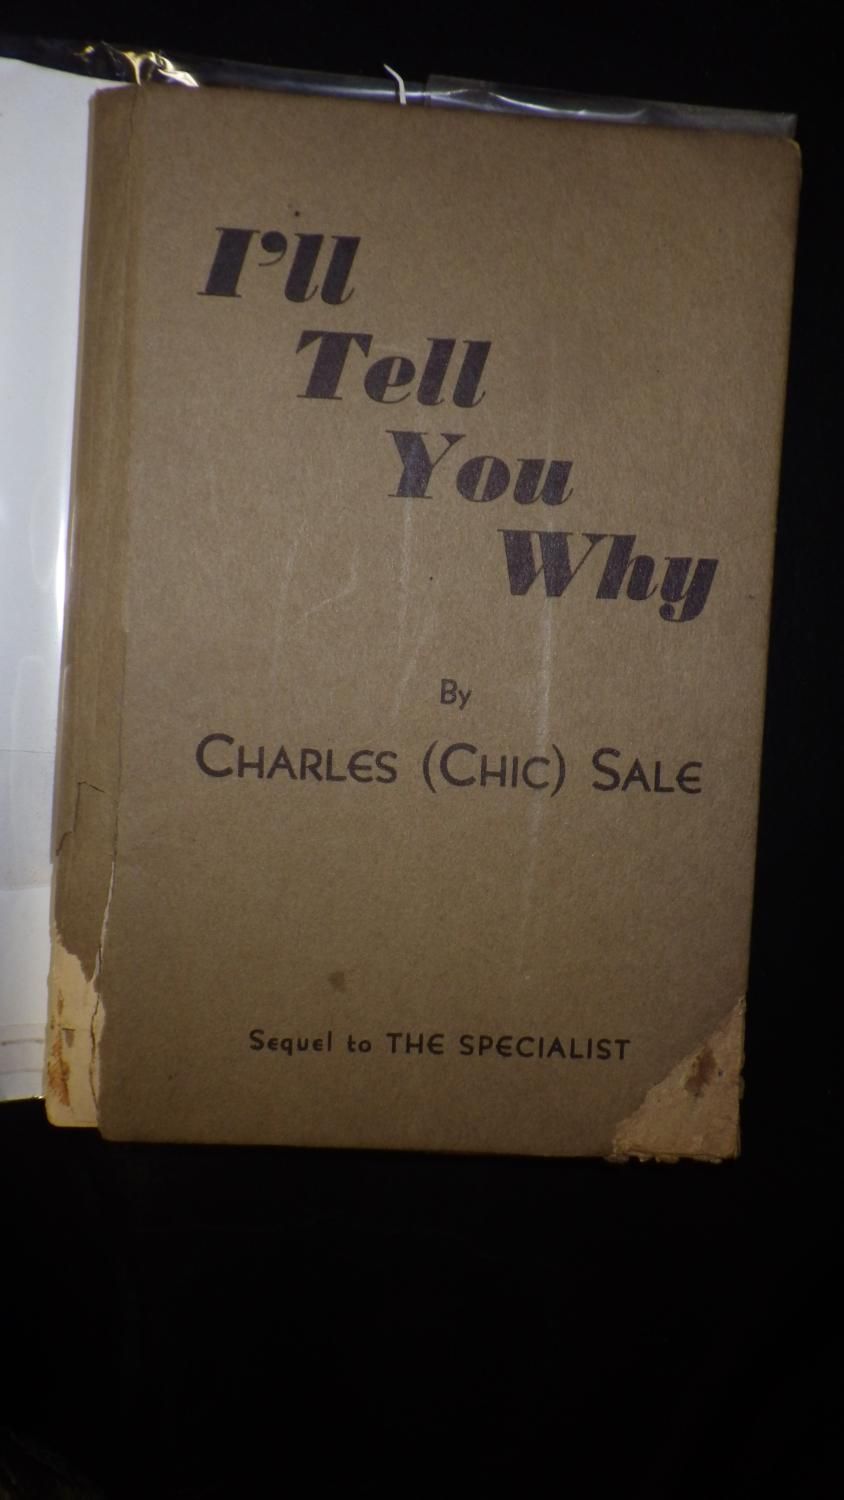 I'll
Tell
You
Why
By
CHARLES (CHIC) SALE
Sequel to THE SPECIALIST